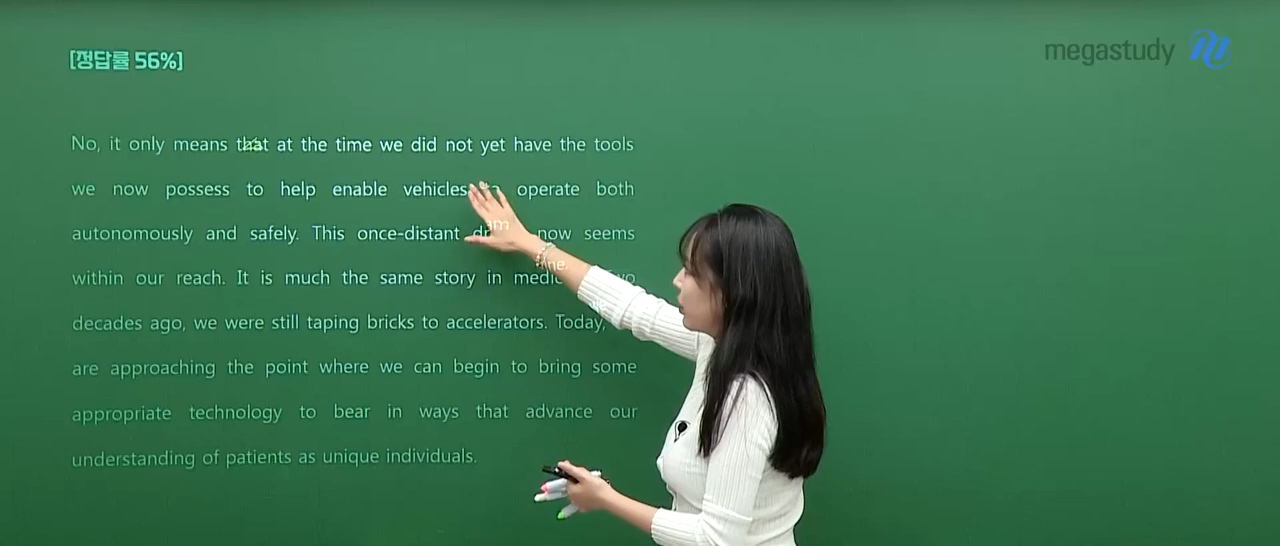 [정답률 56%]
megastudy
No, it only means that at the time we did not yet have the tools
we now possess to help enable vehicles operate both
autonomously and safely. This once-distant now seems
within our reach. It is much the same story in
decades ago, we were still taping bricks to accelerators. Today,
are approaching the point where we can begin to bring some
appropriate technology to bear in ways that advance our
understanding of patients as unique individuals.